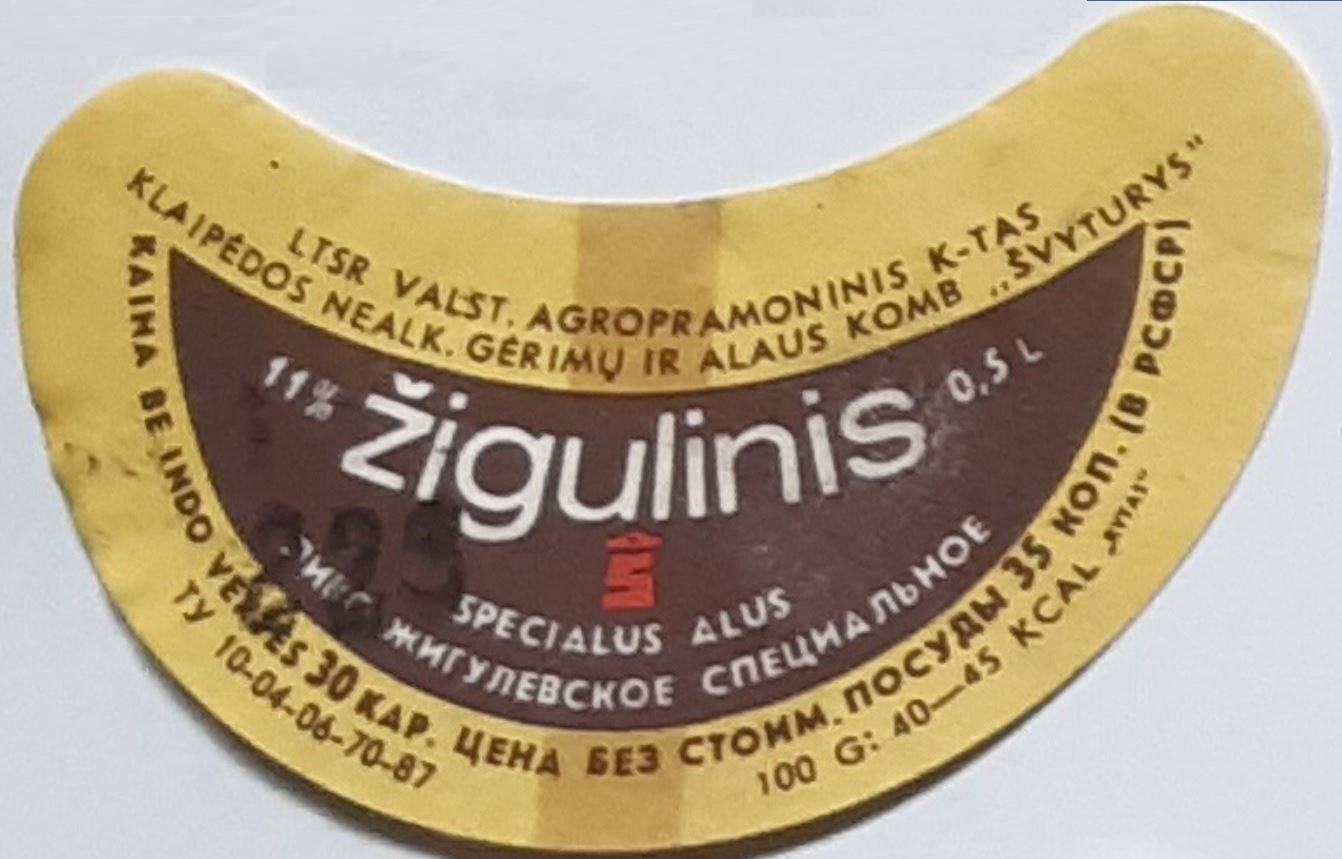 LTSR VALST. AGROPRAMONINIS K-TAS
KLAIPĖDOS NEALK. GĖRIMŲ IR ALAUS KOMB „ŠVYTURYS“
11% žigulinis 0,5 L
SPECIALUS ALUS
ПИВО ЖИГУЛЕВСКОЕ СПЕЦИАЛЬНОЕ
KAINA BE INDO VERTĖS 30 KAP. ЦЕНА БЕЗ СТОИМ. ПОСУДЫ 35 КОП. (В РСФСР)
ТУ 10-04-06-70-87
100 G: 40—45 KCAL „RYTAS“